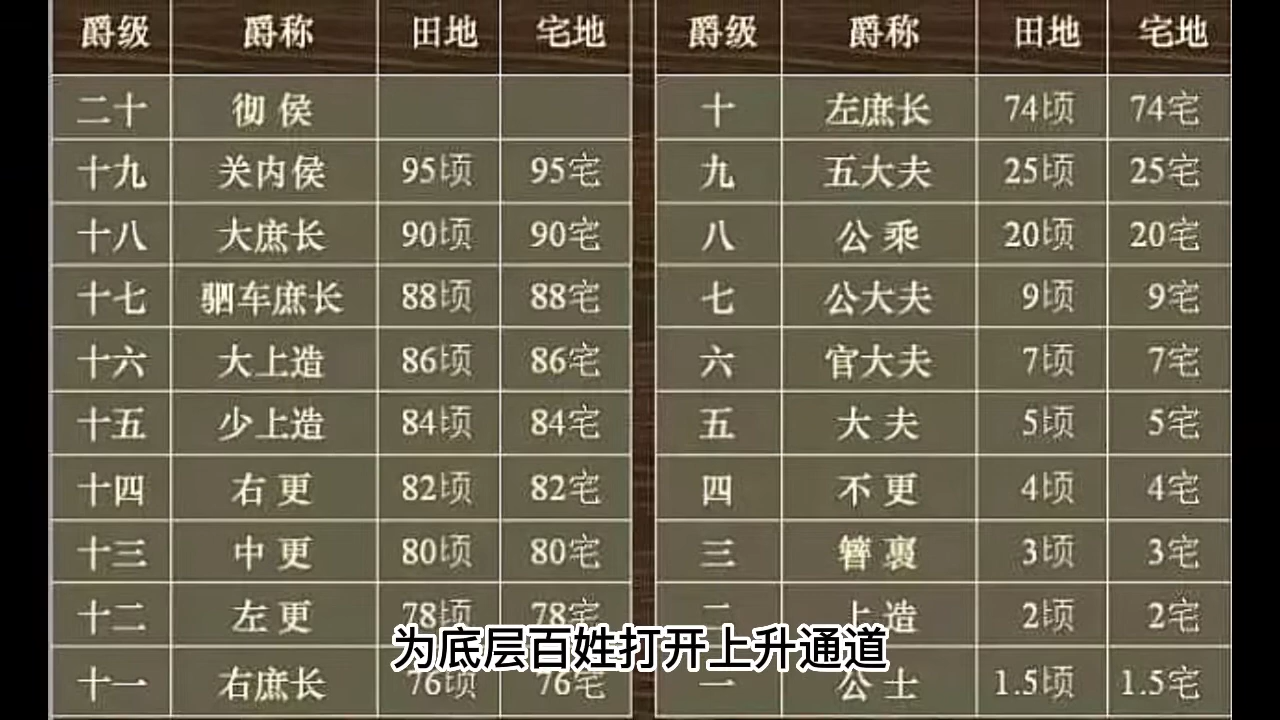 爵级 爵称 田地 宅地 爵级 爵称 田地 宅地
二十 彻侯 十 左庶长 74顷 74宅
十九 关内侯 95顷 95宅 九 五大夫 25顷 25宅
十八 大庶长 90顷 90宅 八 公乘 20顷 20宅
十七 驷车庶长 88顷 88宅 七 公大夫 9顷 9宅
十六 大上造 86顷 86宅 六 官大夫 7顷 7宅
十五 少上造 84顷 84宅 五 大夫 5顷 5宅
十四 右更 82顷 82宅 四 不更 4顷 4宅
十三 中更 80顷 80宅 三 簪裹 3顷 3宅
十二 左更 78顷 78宅 二 上造 2顷 2宅
为底层百姓打开上升通道
十一 右庶长 76顷 76宅 一 公士 1.5顷 1.5宅